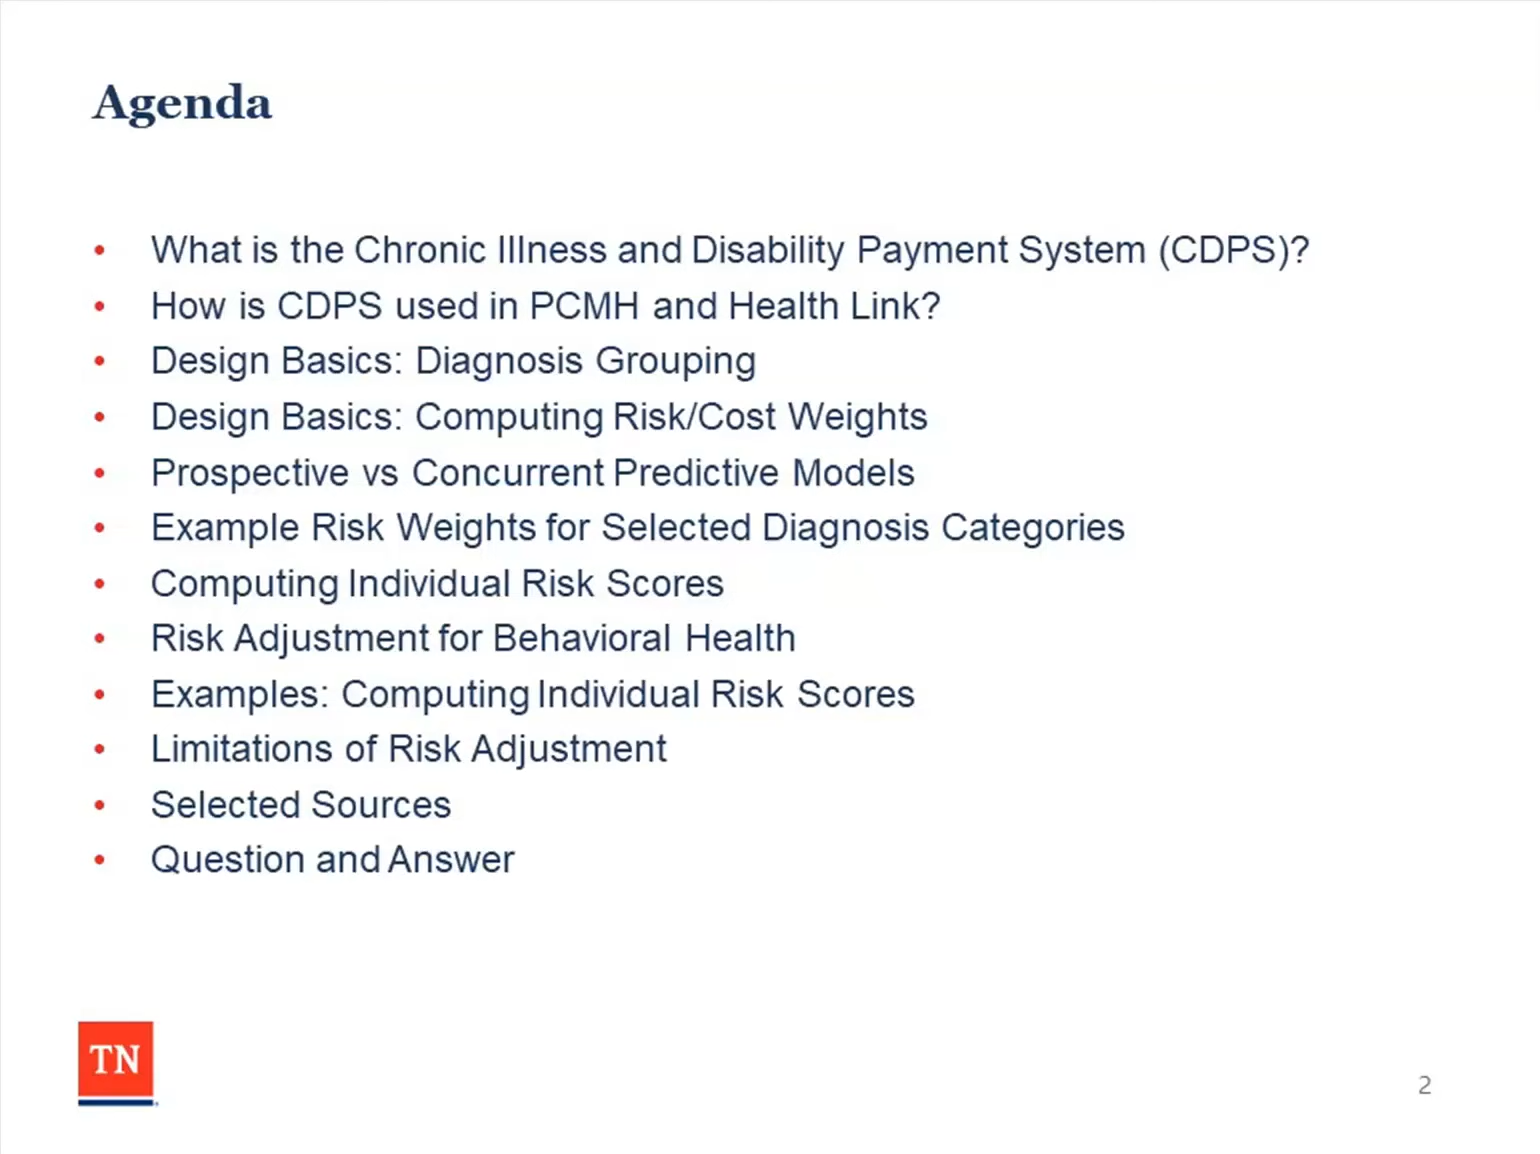 Agenda
• What is the Chronic Illness and Disability Payment System (CDPS)?
• How is CDPS used in PCMH and Health Link?
• Design Basics: Diagnosis Grouping
• Design Basics: Computing Risk/Cost Weights
• Prospective vs Concurrent Predictive Models
• Example Risk Weights for Selected Diagnosis Categories
• Computing Individual Risk Scores
• Risk Adjustment for Behavioral Health
• Examples: Computing Individual Risk Scores
• Limitations of Risk Adjustment
• Selected Sources
• Question and Answer
TN
2